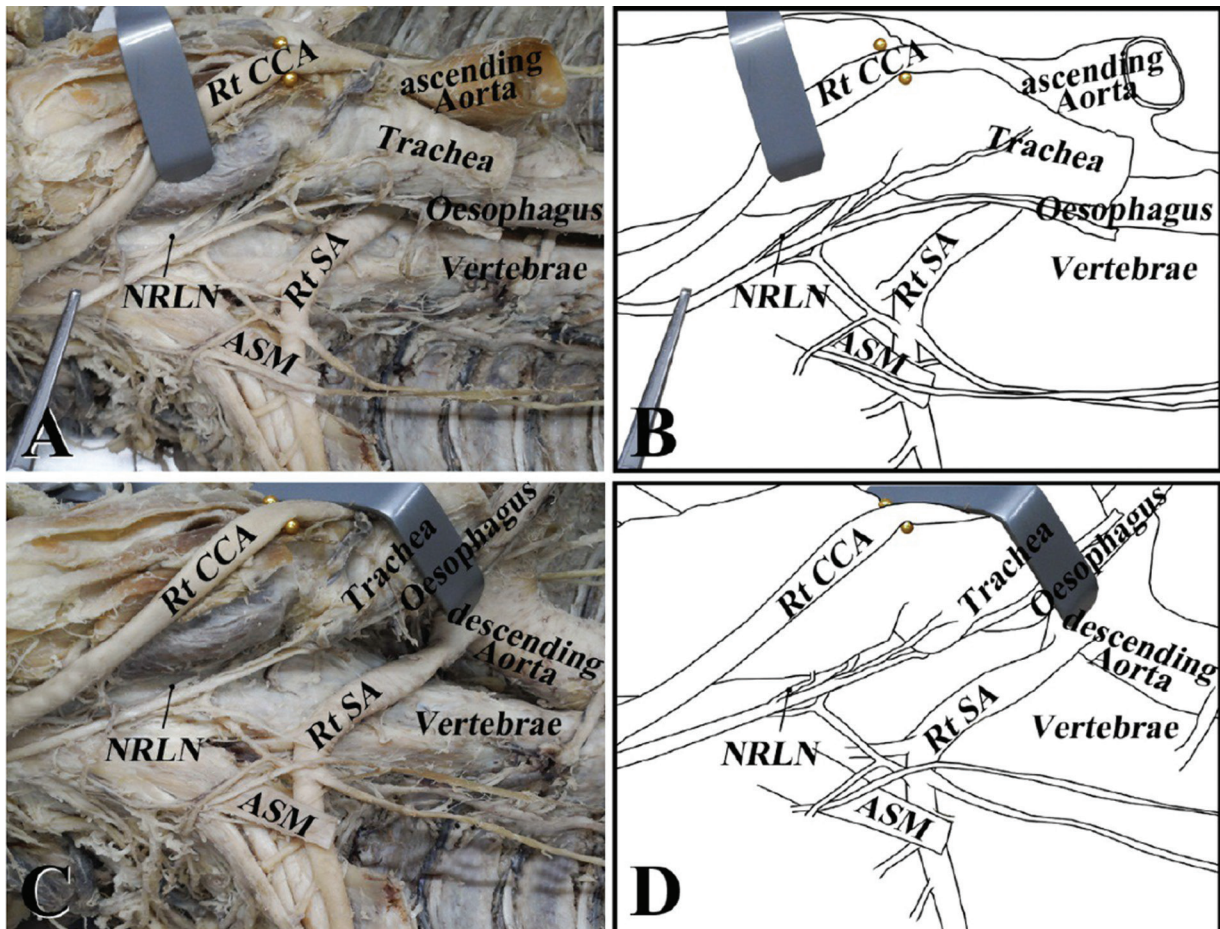 Rt CCA
ascending
Aorta
Trachea
Oesophagus
NRLN
Rt SA
Vertebrae
ASM
A
Rt CCA
ascending
Aorta
Trachea
Oesophagus
NRLN
Rt SA
Vertebrae
ASM
B
Rt CCA
Trachea
Oesophagus
descending
Aorta
NRLN
Rt SA
Vertebrae
ASM
C
Rt CCA
Trachea
Oesophagus
descending
Aorta
NRLN
Rt SA
Vertebrae
ASM
D